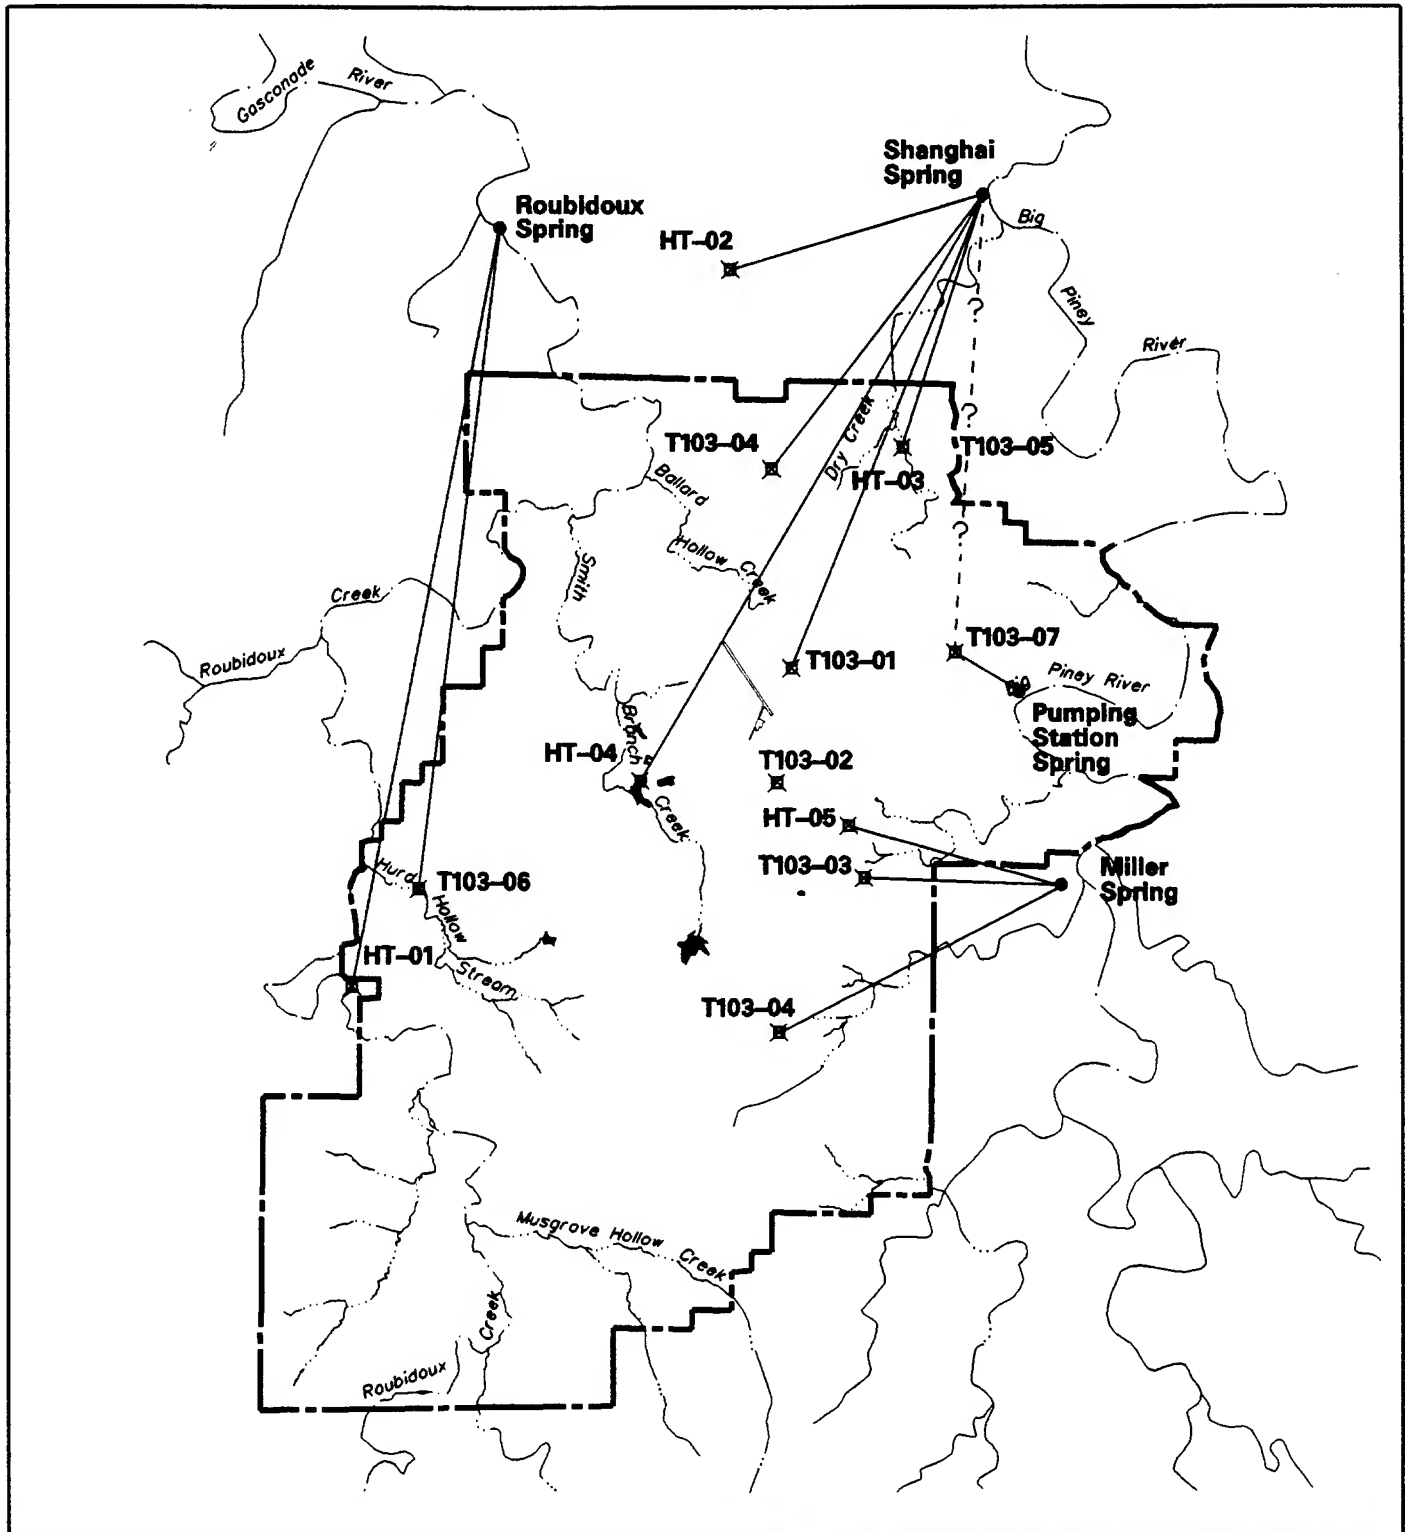 Gasconade River
Shanghai
Spring
Roubidoux
Spring
HT-02
Big
Piney
River
?
?
?
Dry Creek
T103-04
T103-05
HT-03
Ballard
Hollow Creek
Smith
Creek
Roubidoux
T103-07
T103-01
Big Piney River
Pumping
Station
Spring
Branch
HT-04
T103-02
Creek
HT-05
T103-03
Miller
Spring
Hurd
T103-06
Hollow
HT-01
Stream
T103-04
Musgrove Hollow Creek
Creek
Roubidoux